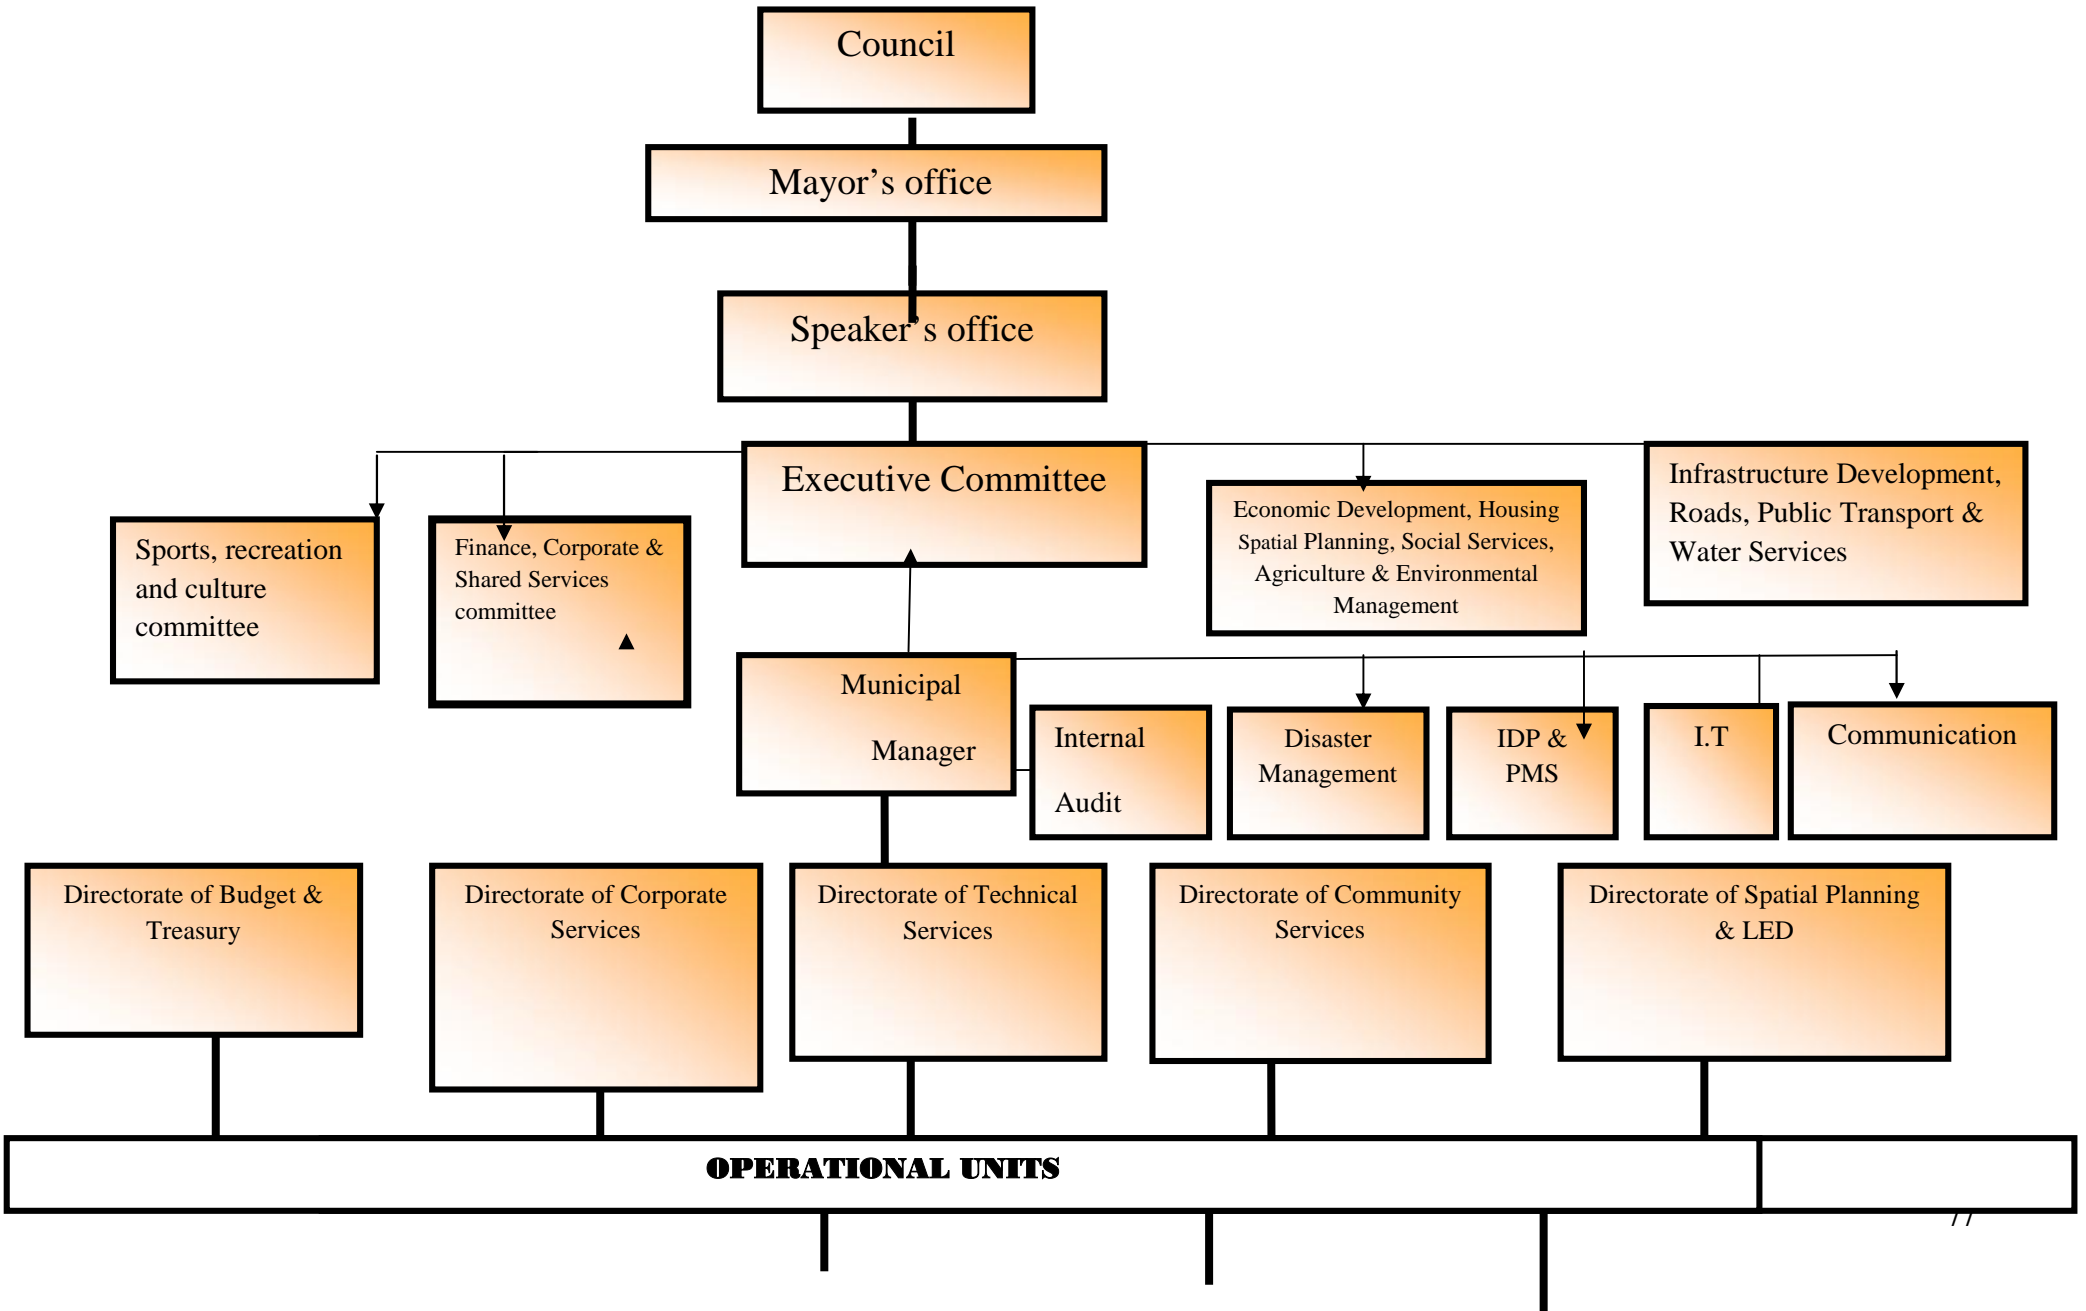 Council
Mayor’s office
Speaker’s office
Executive Committee
Sports, recreation
and culture
committee
Finance, Corporate &
Shared Services
committee
Economic Development, Housing
Spatial Planning, Social Services,
Agriculture & Environmental
Management
Infrastructure Development,
Roads, Public Transport &
Water Services
Municipal
Manager
Internal
Audit
Disaster
Management
IDP &
PMS
I.T
Communication
Directorate of Budget &
Treasury
Directorate of Corporate
Services
Directorate of Technical
Services
Directorate of Community
Services
Directorate of Spatial Planning
& LED
OPERATIONAL UNITS